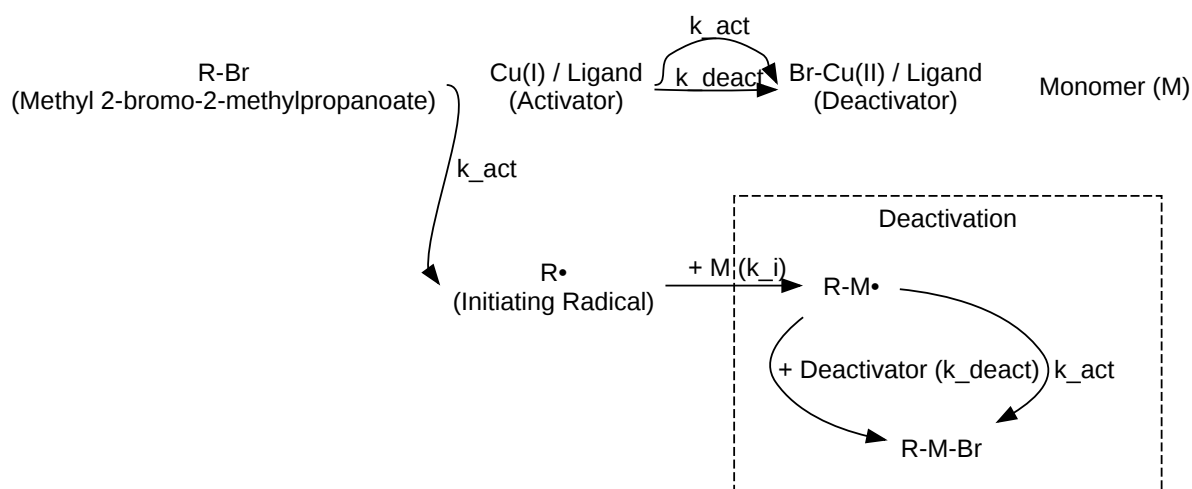 k_act
R-Br
(Methyl 2-bromo-2-methylpropanoate)
Cu(I) / Ligand
(Activator)
k_deact
Br-Cu(II) / Ligand
(Deactivator)
Monomer (M)
k_act
Deactivation
R•
(Initiating Radical)
+ M (k_i)
R-M•
+ Deactivator (k_deact)
k_act
R-M-Br